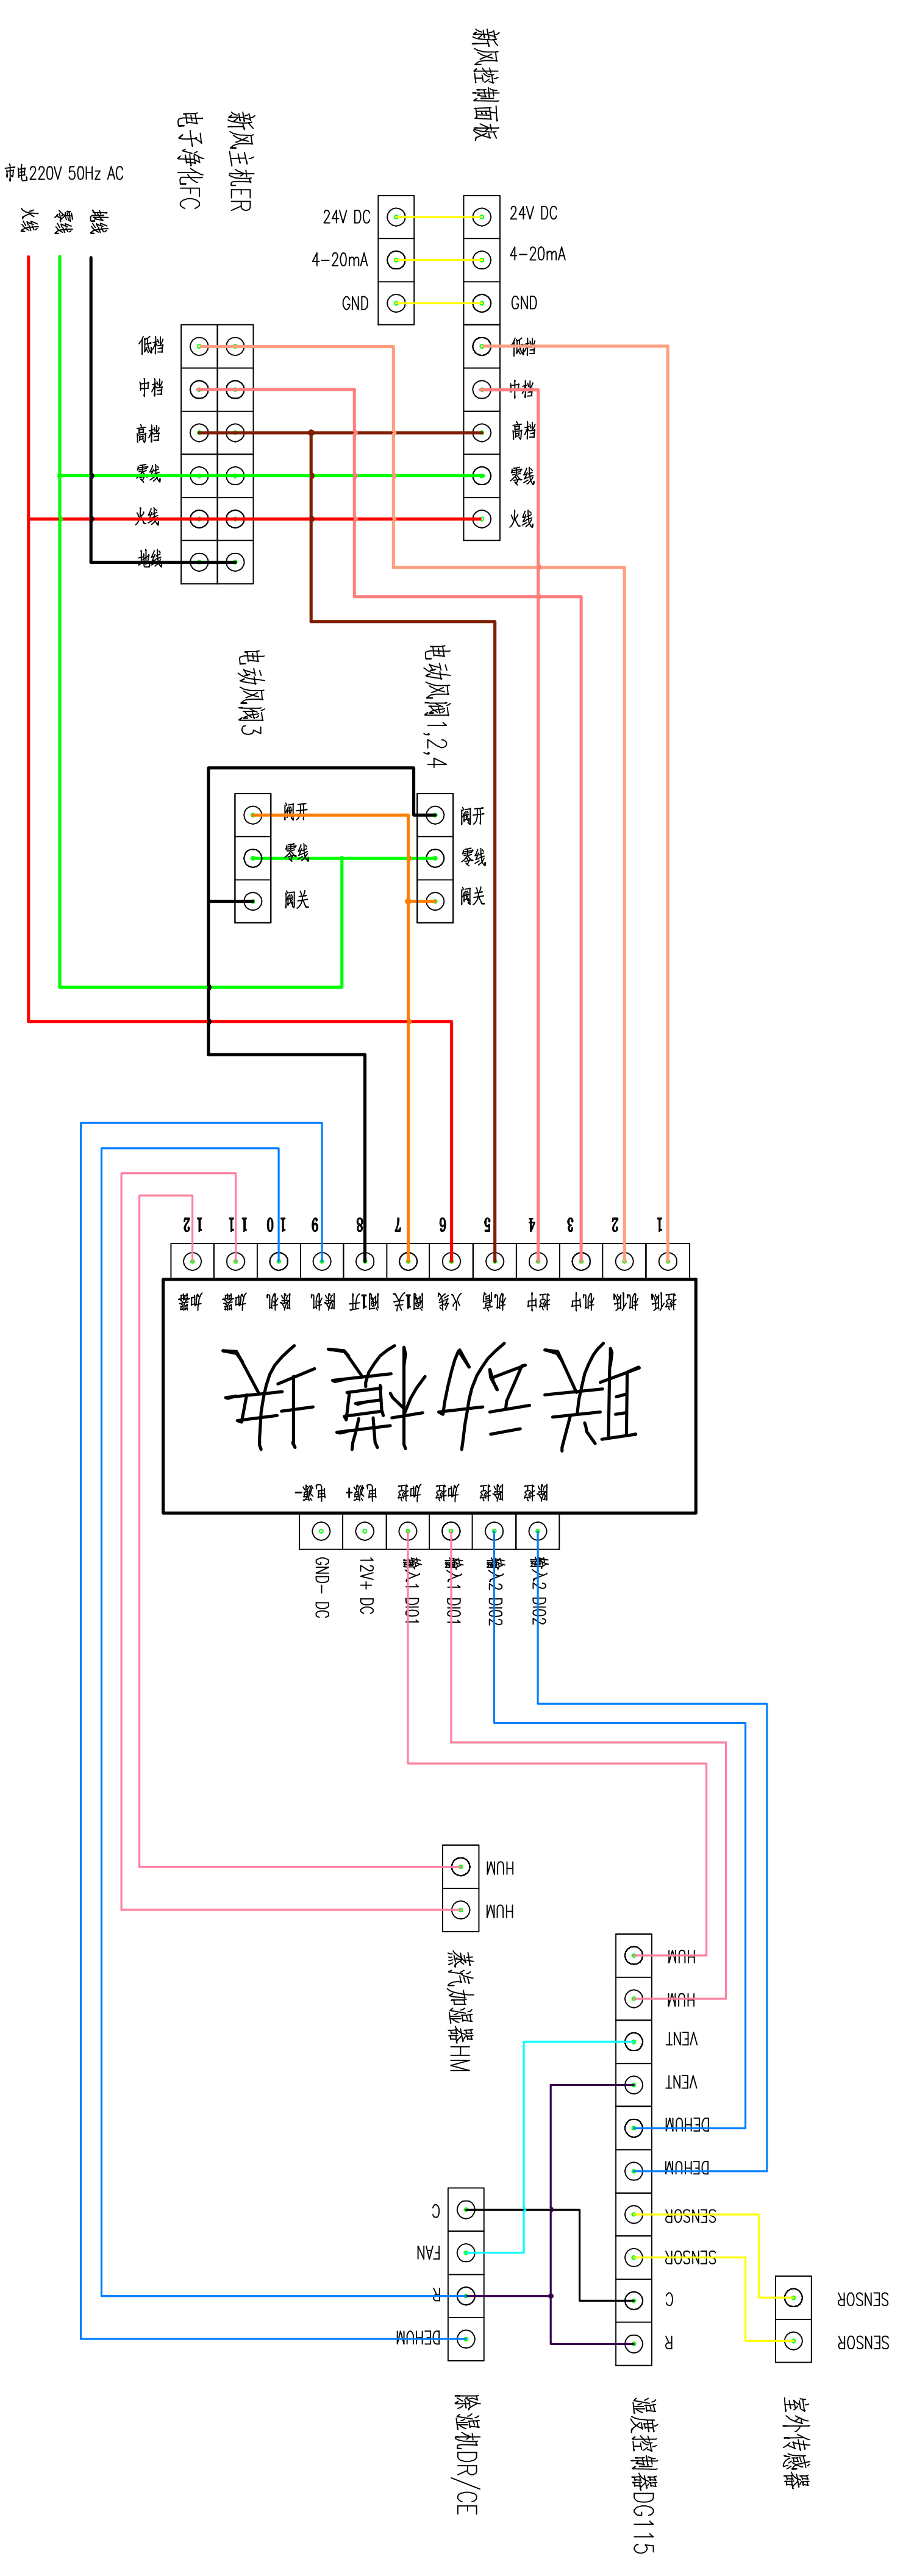 新风控制面板
新风主机ER
电子净化FC
市电220V 50Hz AC
火线
零线
地线
24V DC
4-20mA
GND
24V DC
4-20mA
GND
低档
中档
高档
零线
火线
低档
中档
高档
零线
火线
地线
电动风阀3
电动风阀1,2,4
阀开
零线
阀关
阀开
零线
阀关
12
11
10
9
8
7
6
5
4
3
2
1
加器
加器
除机
除机
阀1开
阀1关
火线
机高
控中
机中
机低
控低
电源-
电源+
加控
加控
除控
除控
GND- DC
12V+ DC
输入1 DIO1
输入1 DIO1
输入2 DIO2
输入2 DIO2
HUM
HUM
蒸汽加湿器HM
HUM
HUM
VENT
VENT
DEHUM
DEHUM
SENSOR
SENSOR
C
R
C
FAN
R
DEHUM
SENSOR
SENSOR
除湿机DR/CE
湿度控制器DG115
室外传感器